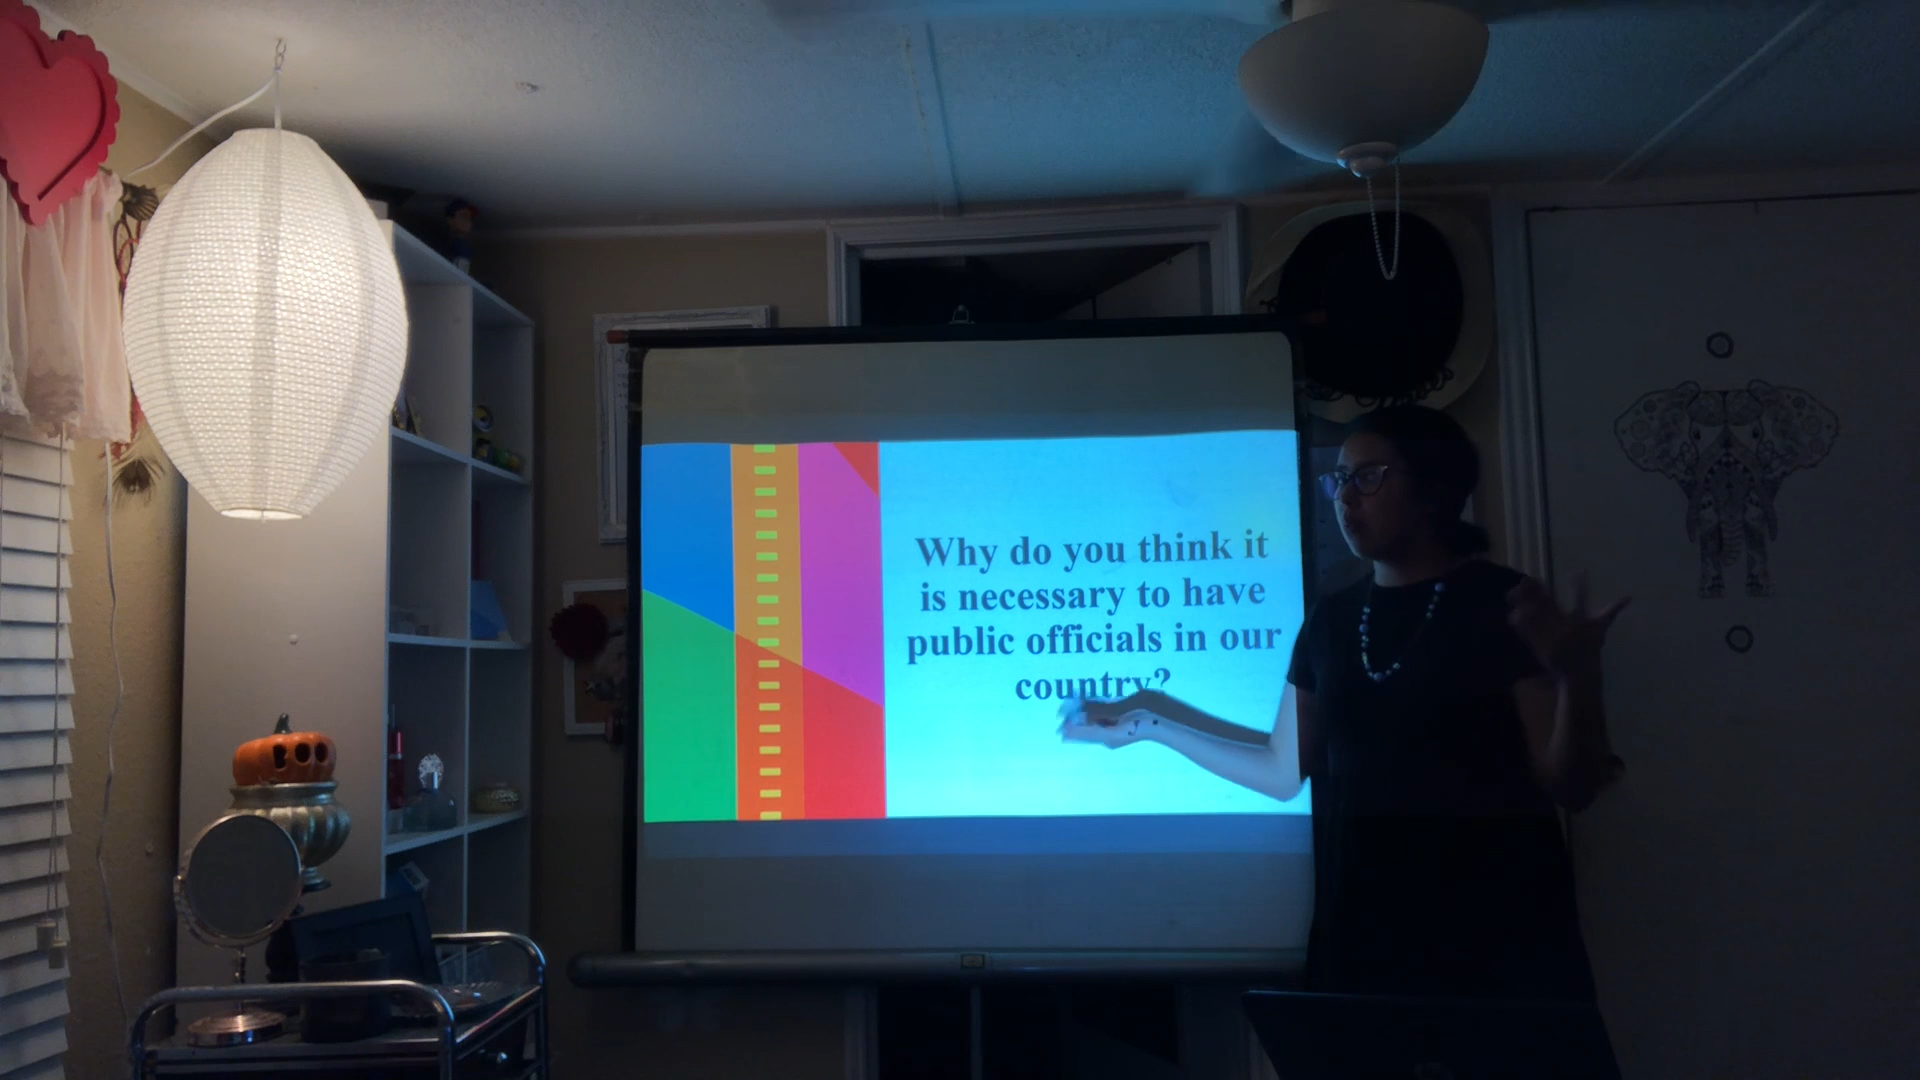 Why do you think it
is necessary to have
public officials in our
country?